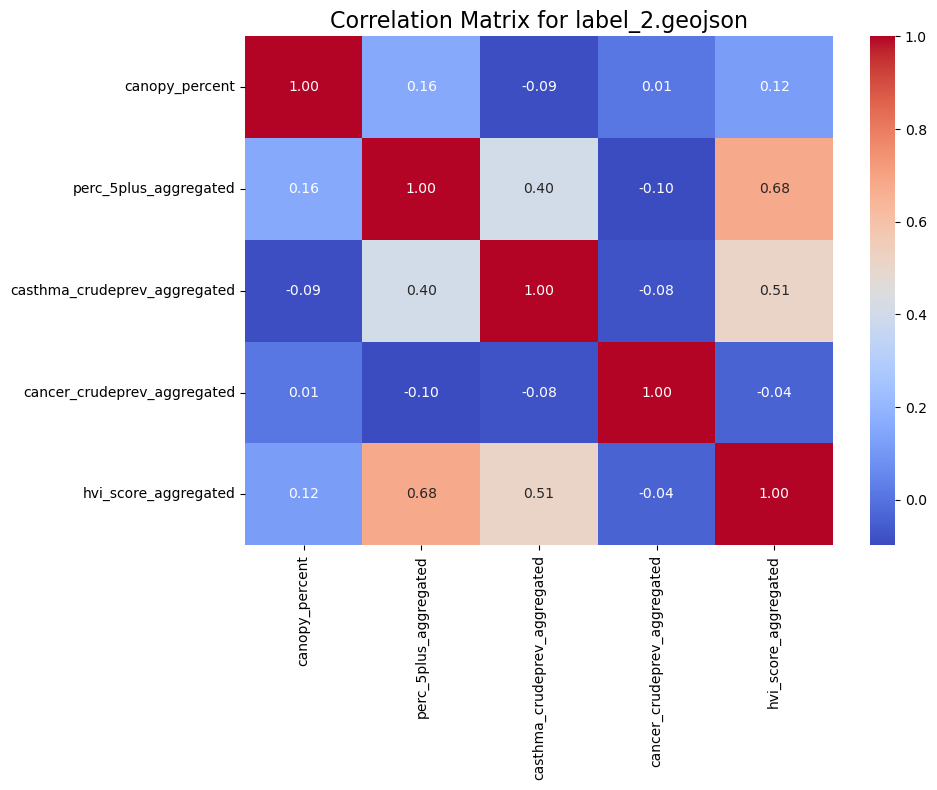 Correlation Matrix for label_2.geojson
canopy_percent 1.00 0.16 -0.09 0.01 0.12
perc_5plus_aggregated 0.16 1.00 0.40 -0.10 0.68
casthma_crudeprev_aggregated -0.09 0.40 1.00 -0.08 0.51
cancer_crudeprev_aggregated 0.01 -0.10 -0.08 1.00 -0.04
hvi_score_aggregated 0.12 0.68 0.51 -0.04 1.00
canopy_percent
perc_5plus_aggregated
casthma_crudeprev_aggregated
cancer_crudeprev_aggregated
hvi_score_aggregated
1.0
0.8
0.6
0.4
0.2
0.0